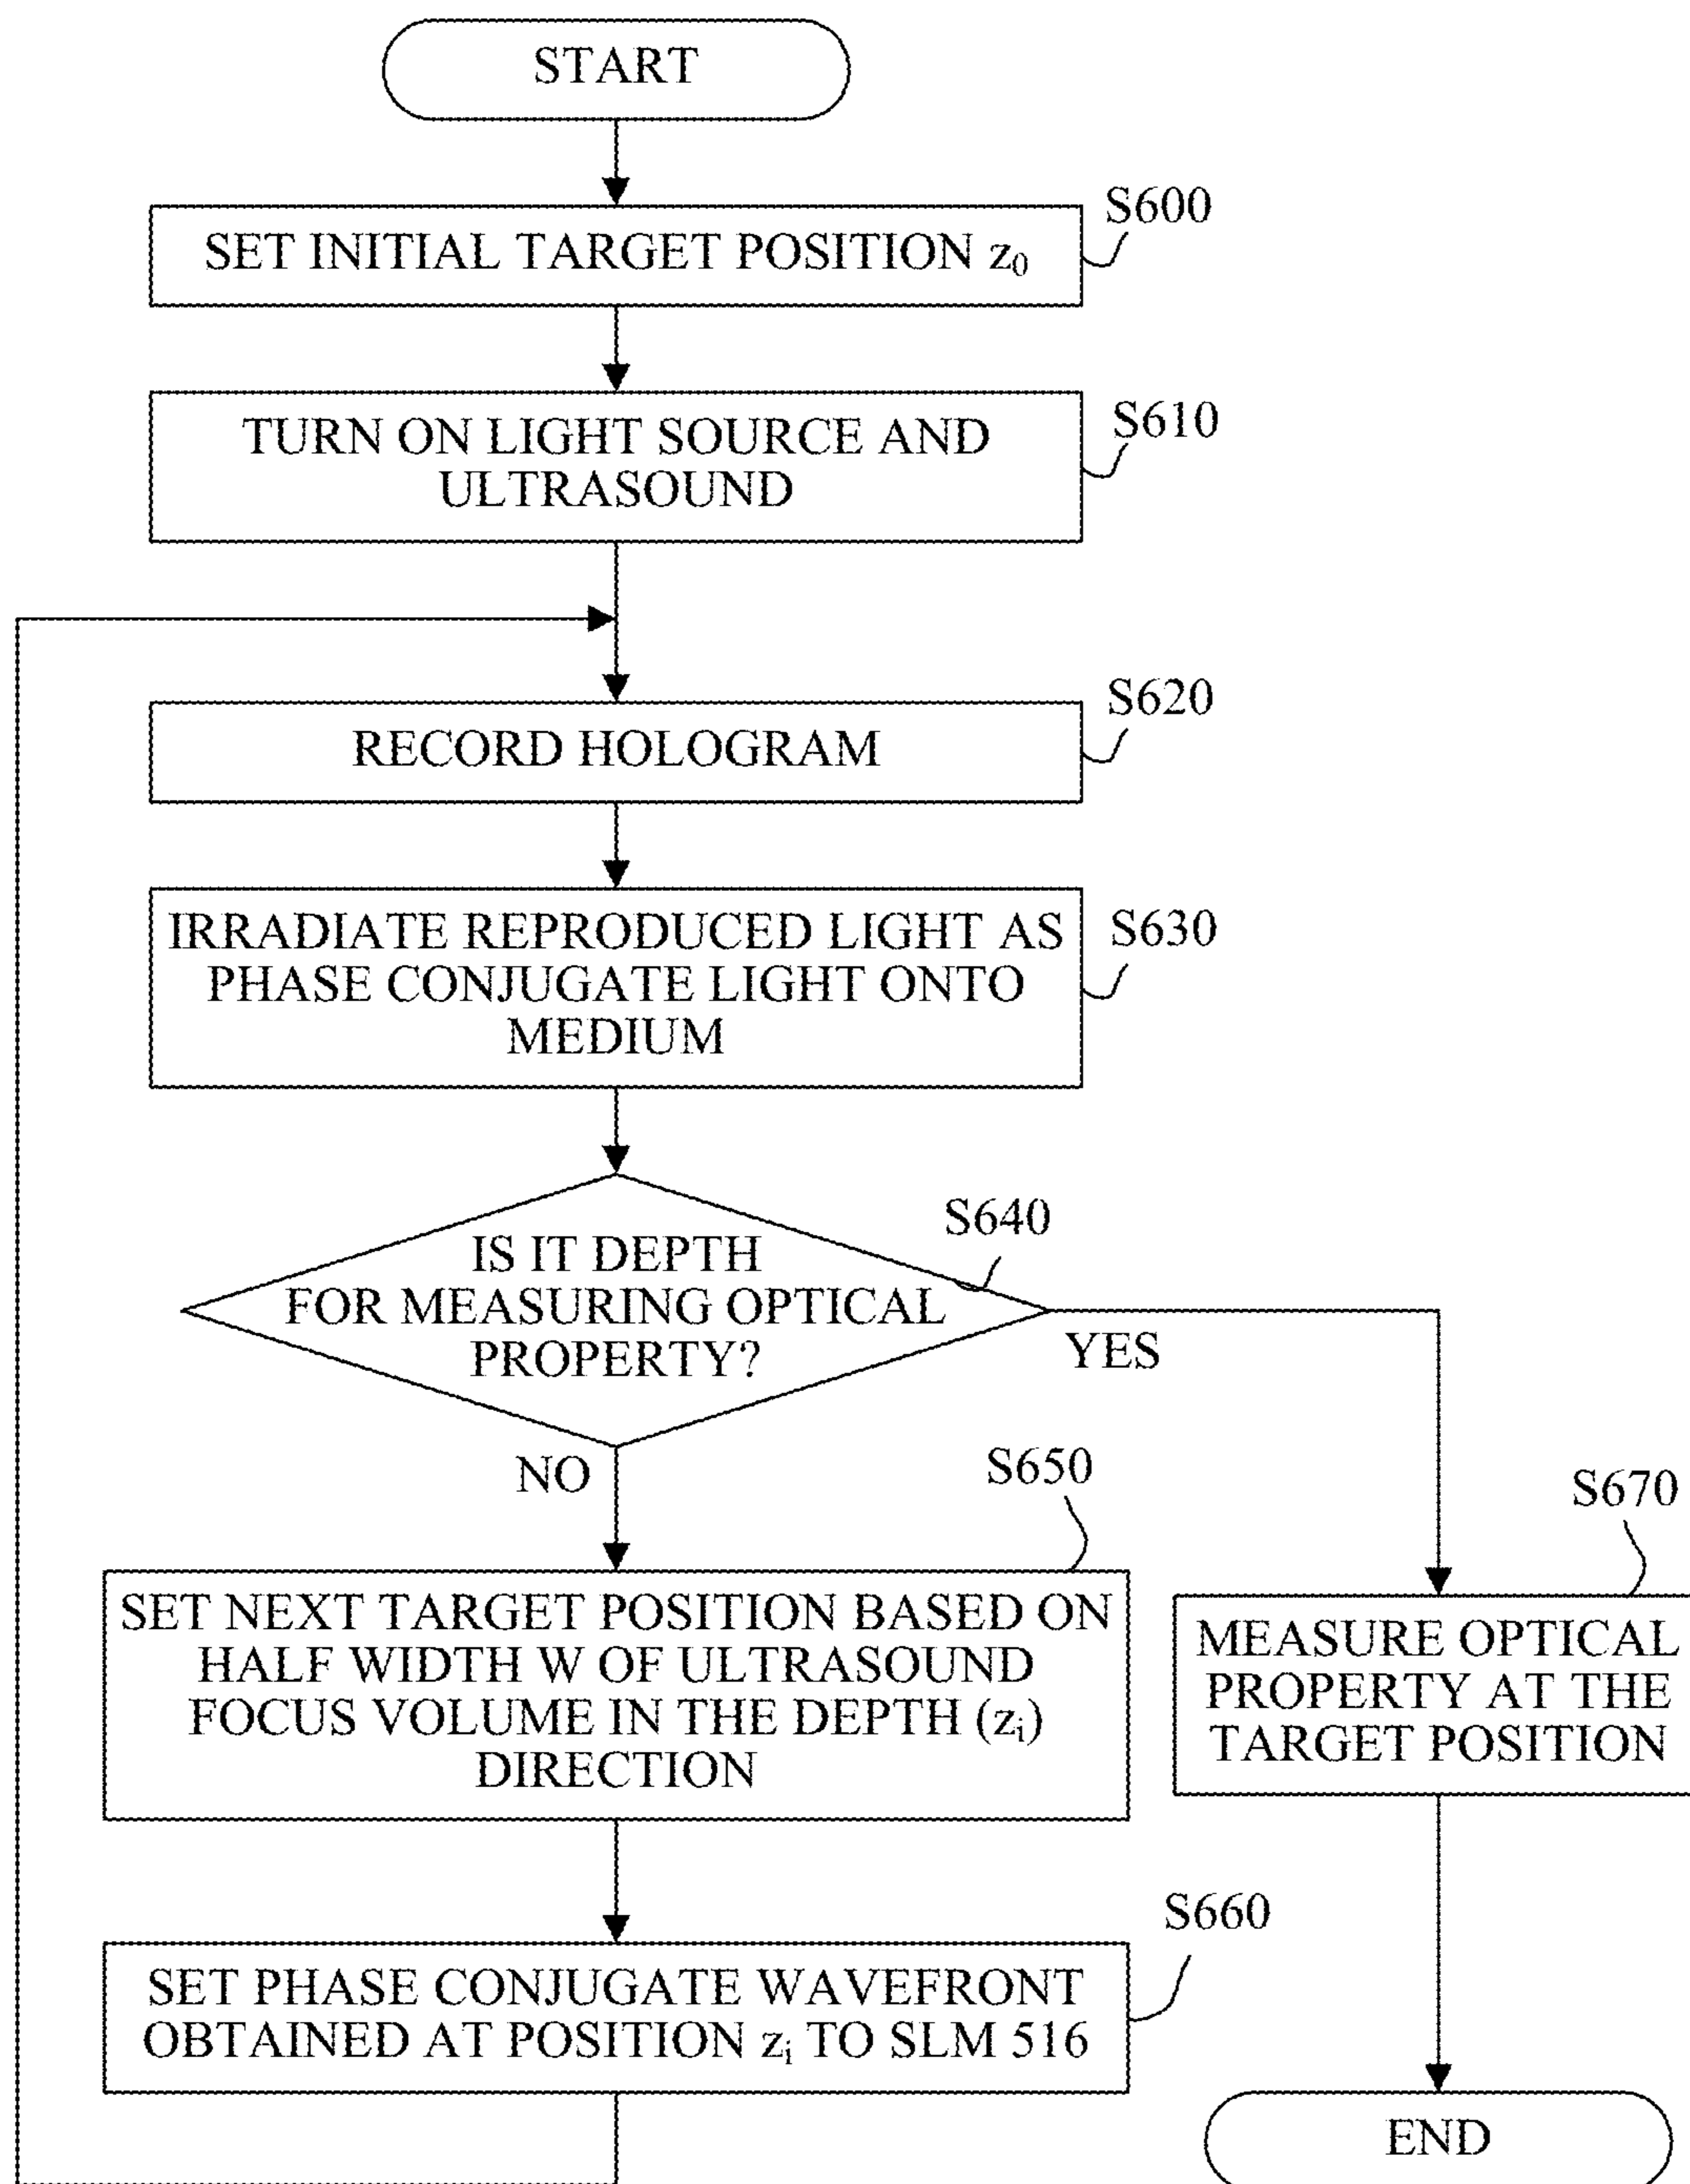 START
S600
SET INITIAL TARGET POSITION z₀
S610
TURN ON LIGHT SOURCE AND
ULTRASOUND
S620
RECORD HOLOGRAM
S630
IRRADIATE REPRODUCED LIGHT AS
PHASE CONJUGATE LIGHT ONTO
MEDIUM
S640
IS IT DEPTH
FOR MEASURING OPTICAL
PROPERTY?
YES
NO
S650
SET NEXT TARGET POSITION BASED ON
HALF WIDTH W OF ULTRASOUND
FOCUS VOLUME IN THE DEPTH (zᵢ)
DIRECTION
S670
MEASURE OPTICAL
PROPERTY AT THE
TARGET POSITION
S660
SET PHASE CONJUGATE WAVEFRONT
OBTAINED AT POSITION zᵢ TO SLM 516
END